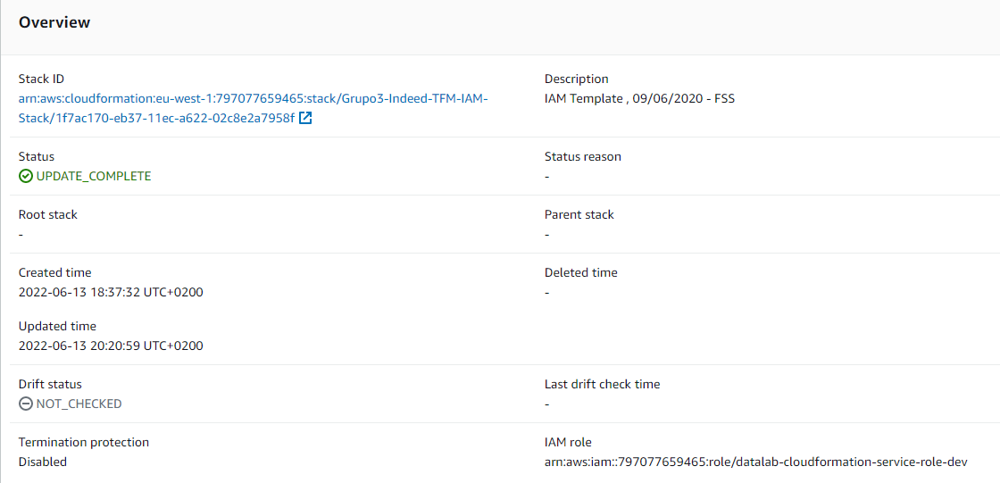 Overview
Stack ID
arn:aws:cloudformation:eu-west-1:797077659465:stack/Grupo3-Indeed-TFM-IAM-
Stack/1f7ac170-eb37-11ec-a622-02c8e2a7958f
Description
IAM Template , 09/06/2020 - FSS
Status
UPDATE_COMPLETE
Status reason
-
Root stack
-
Parent stack
-
Created time
2022-06-13 18:37:32 UTC+0200
Deleted time
-
Updated time
2022-06-13 20:20:59 UTC+0200
Drift status
NOT_CHECKED
Last drift check time
-
Termination protection
Disabled
IAM role
arn:aws:iam::797077659465:role/datalab-cloudformation-service-role-dev